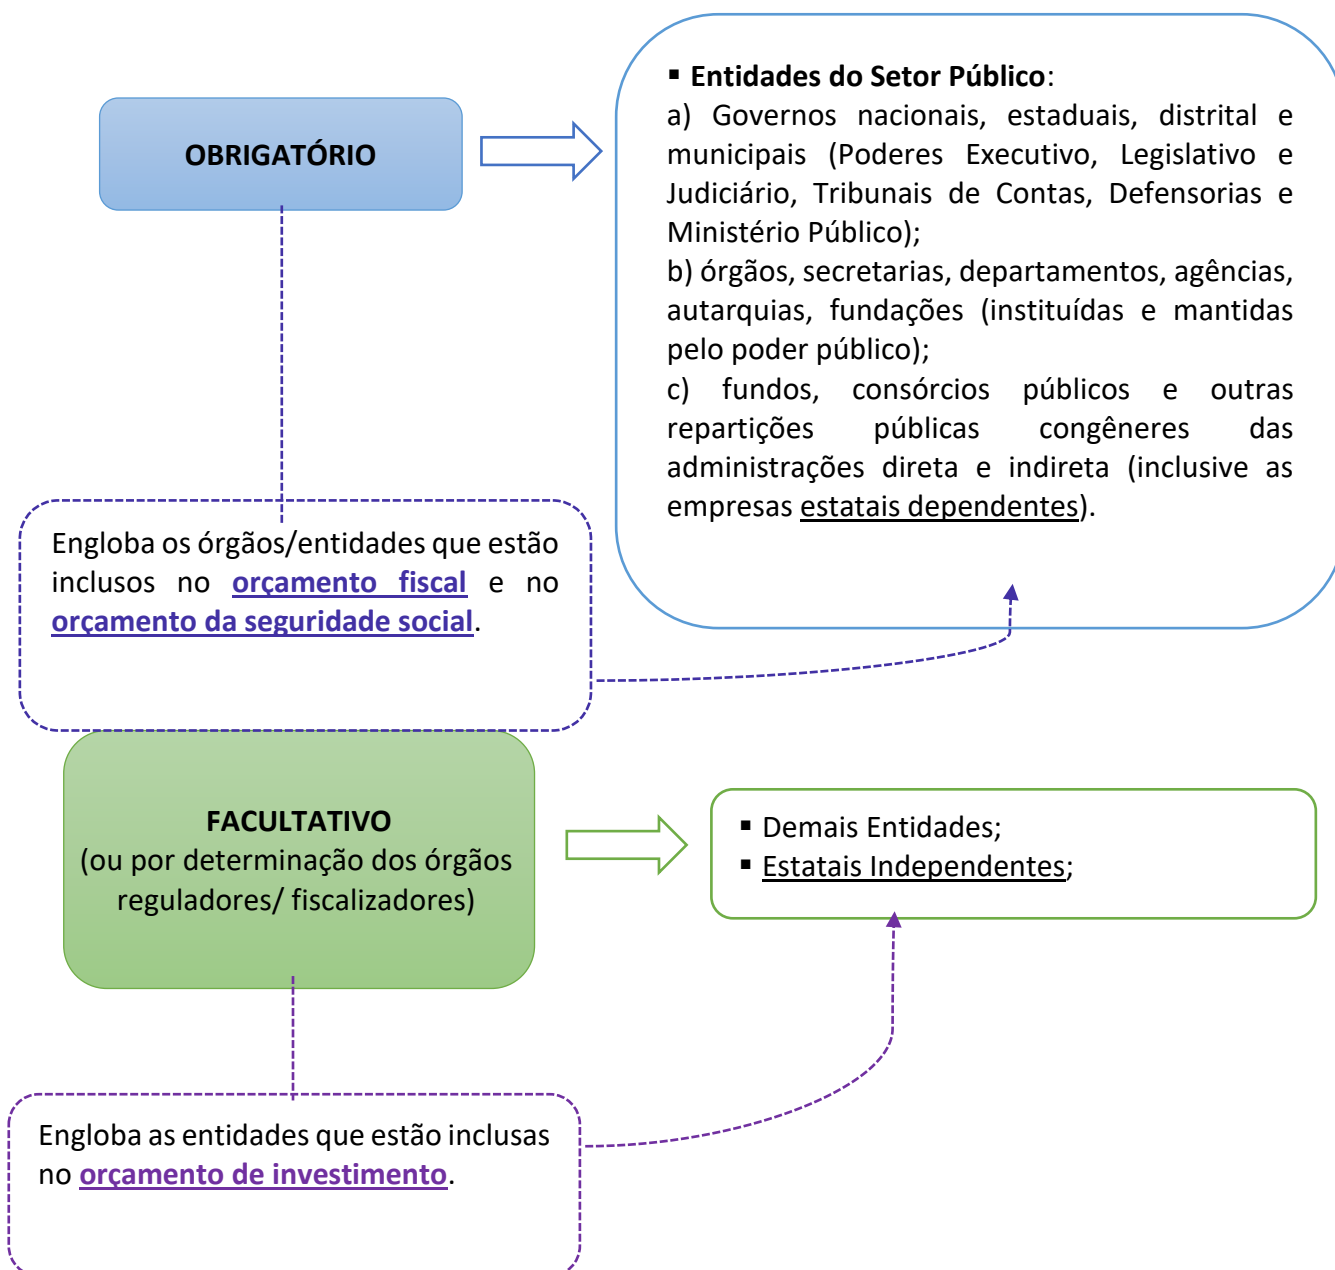 OBRIGATÓRIO
▪ Entidades do Setor Público:
a) Governos nacionais, estaduais, distrital e
municipais (Poderes Executivo, Legislativo e
Judiciário, Tribunais de Contas, Defensorias e
Ministério Público);
b) órgãos, secretarias, departamentos, agências,
autarquias, fundações (instituídas e mantidas
pelo poder público);
c) fundos, consórcios públicos e outras
repartições públicas congêneres das
administrações direta e indireta (inclusive as
empresas estatais dependentes).
Engloba os órgãos/entidades que estão
inclusos no orçamento fiscal e no
orçamento da seguridade social.
FACULTATIVO
(ou por determinação dos órgãos
reguladores/ fiscalizadores)
▪ Demais Entidades;
▪ Estatais Independentes;
Engloba as entidades que estão inclusas
no orçamento de investimento.